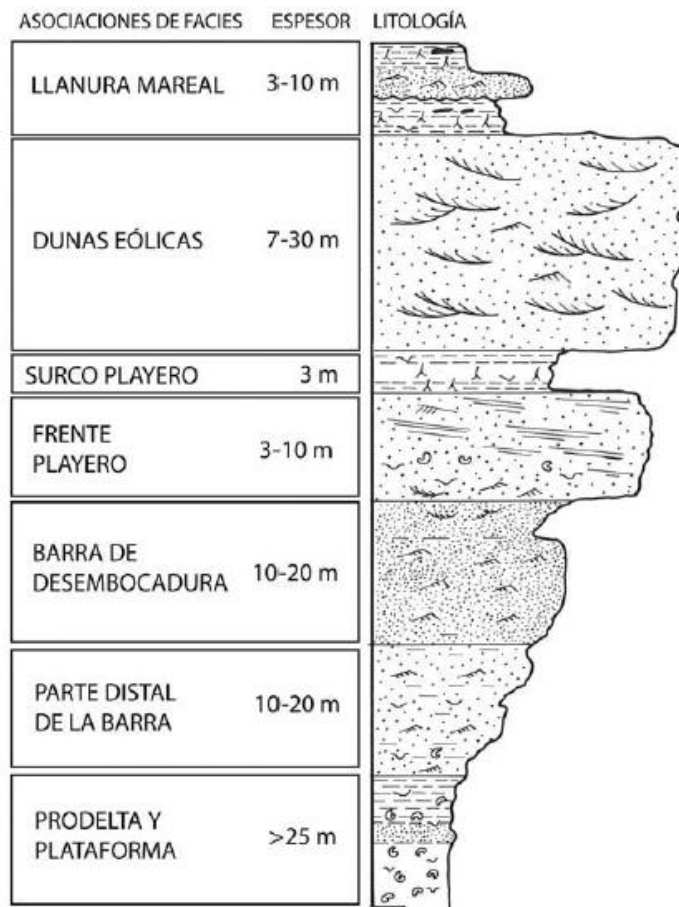 ASOCIACIONES DE FACIES ESPESOR LITOLOGÍA
LLANURA MAREAL 3-10 m
DUNAS EÓLICAS 7-30 m
SURCO PLAYERO 3 m
FRENTE
PLAYERO 3-10 m
BARRA DE
DESEMBOCADURA 10-20 m
PARTE DISTAL
DE LA BARRA 10-20 m
PRODELTA Y
PLATAFORMA >25 m